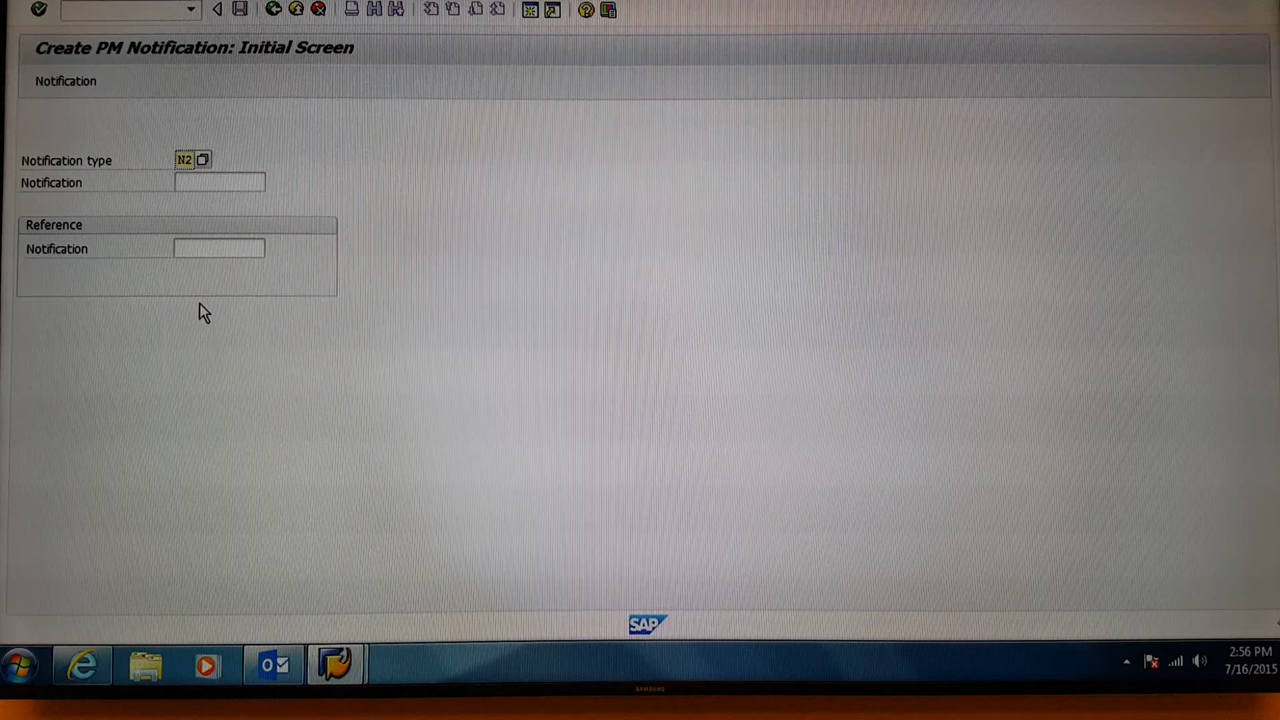 Create PM Notification: Initial Screen
Notification
Notification type N2
Notification
Reference
Notification
SAP
2:56 PM
7/16/2015
SAMSUNG